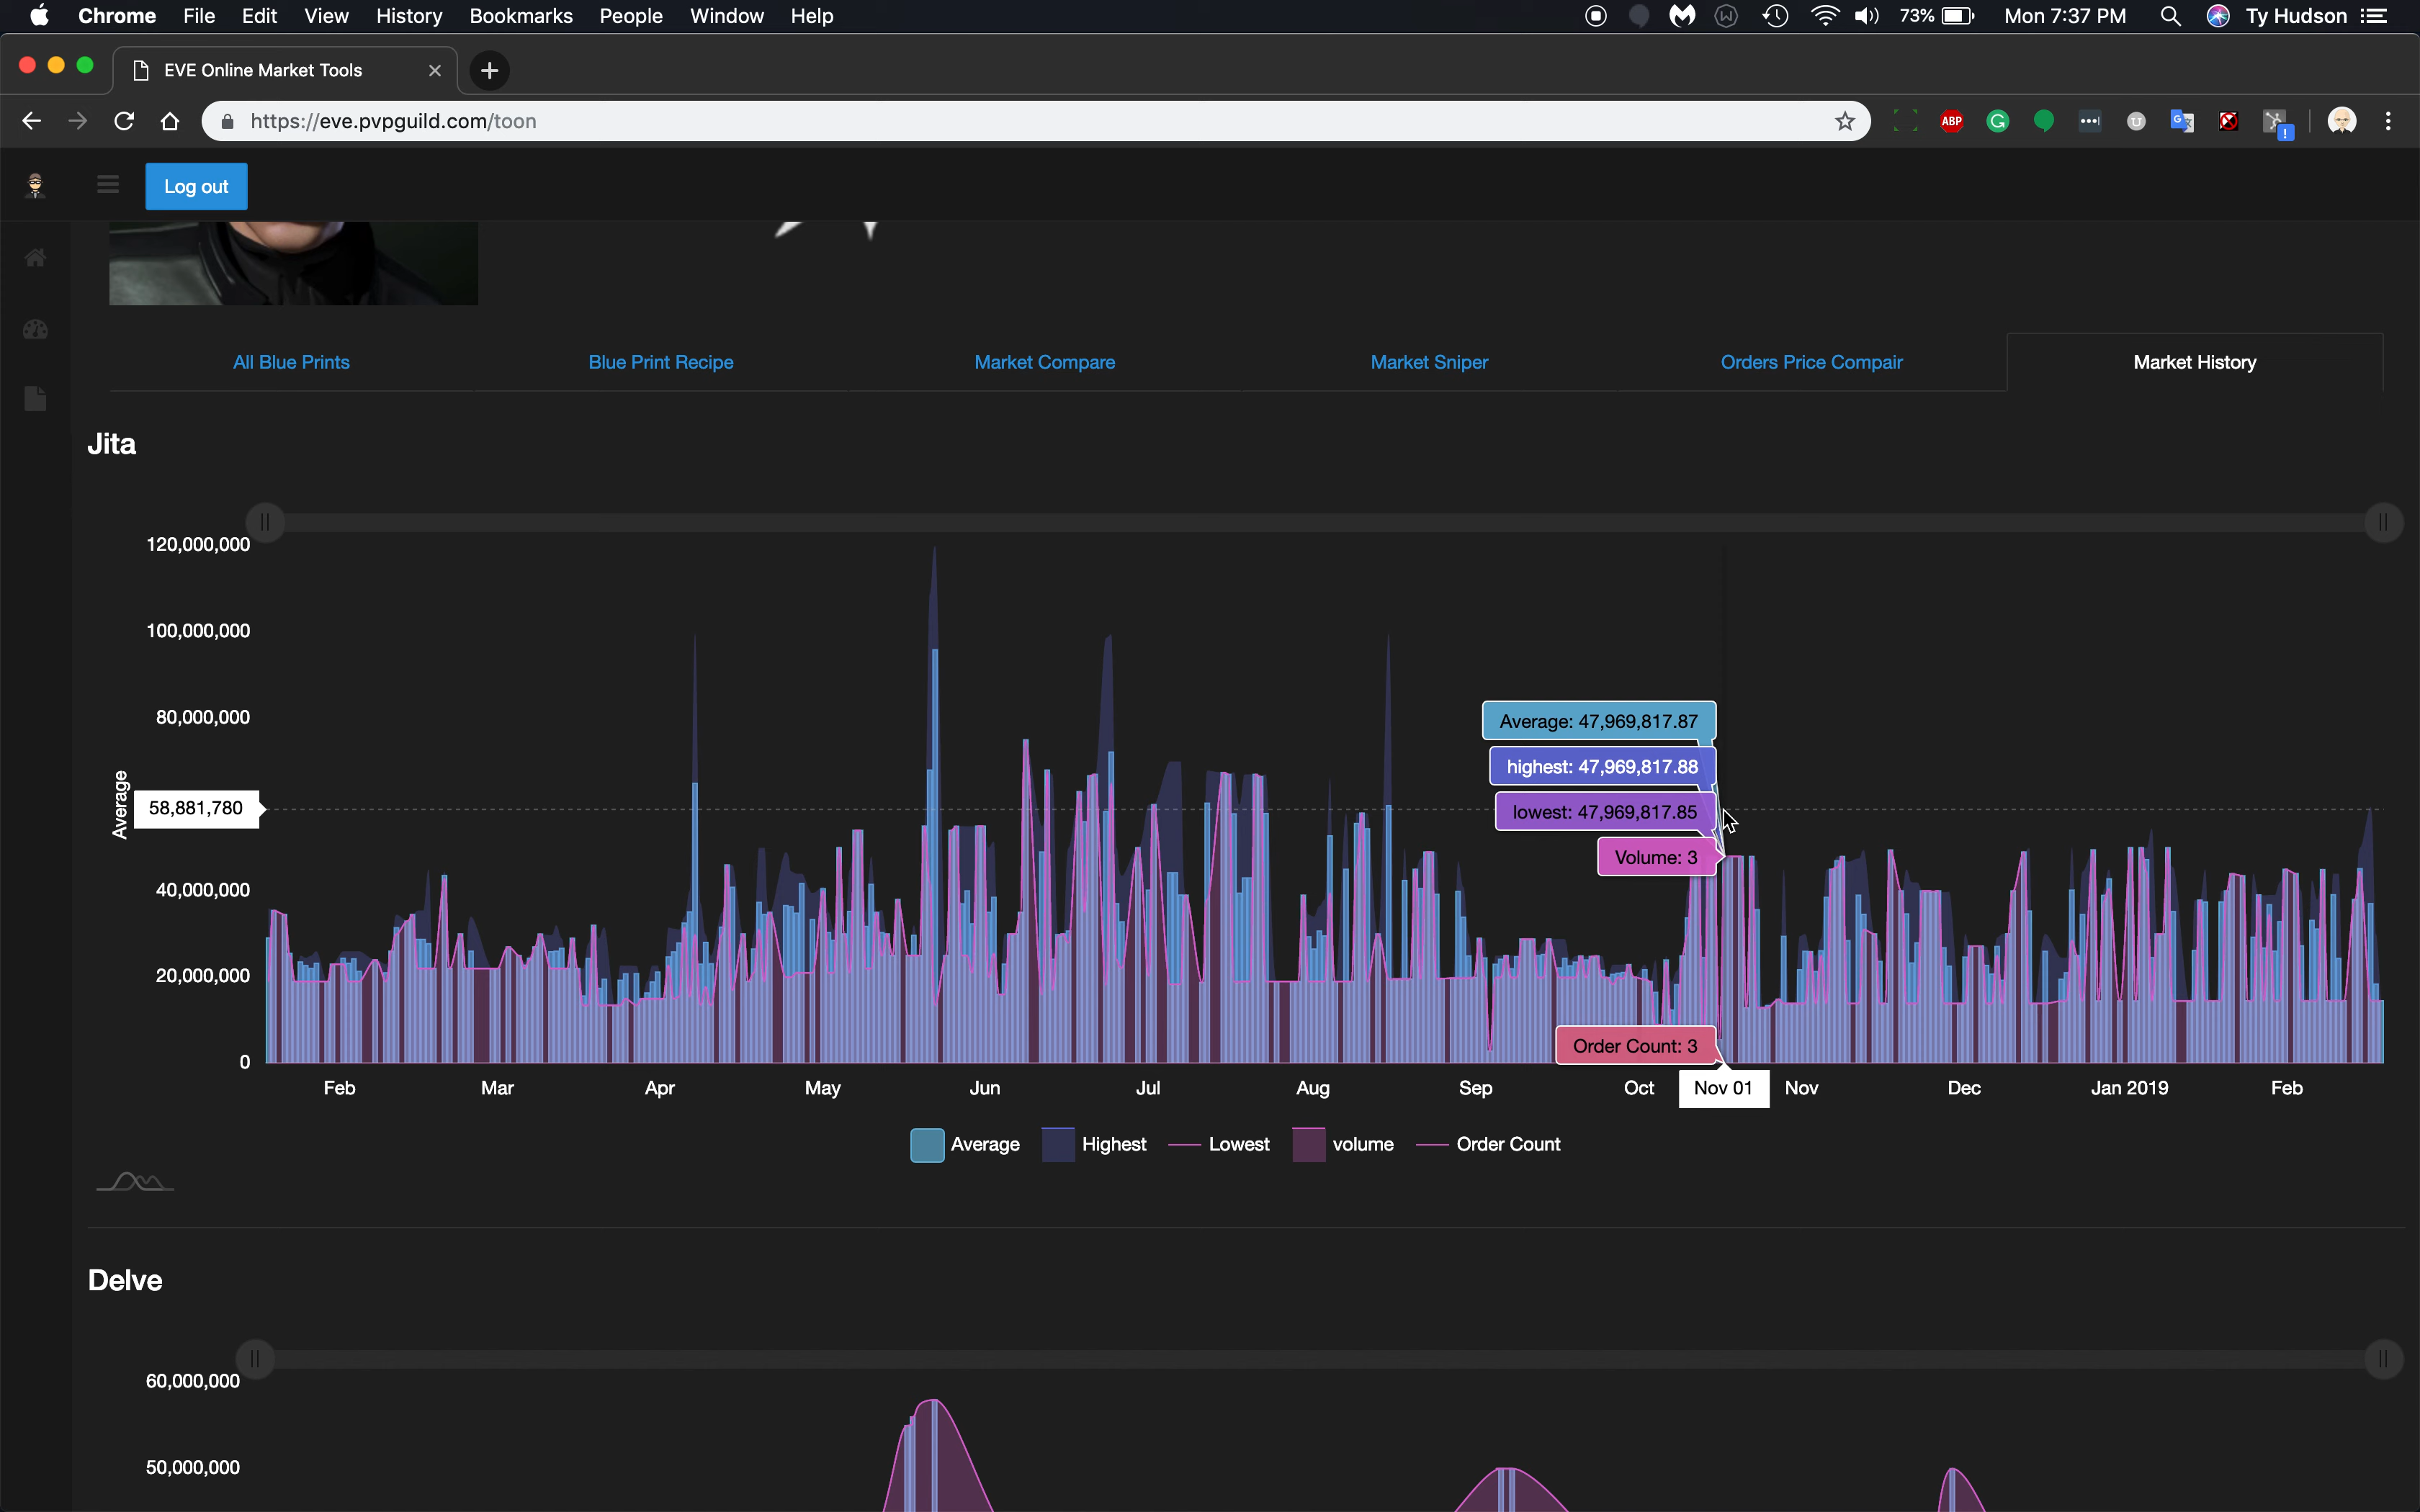 Chrome File Edit View History Bookmarks People Window Help 73% Mon 7:37 PM Ty Hudson
EVE Online Market Tools
https://eve.pvpguild.com/toon
ABP
Log out
All Blue Prints Blue Print Recipe Market Compare Market Sniper Orders Price Compair Market History
Jita
120,000,000
100,000,000
80,000,000
Average: 47,969,817.87
highest: 47,969,817.88
Average
58,881,780
lowest: 47,969,817.85
Volume: 3
40,000,000
20,000,000
Order Count: 3
0
Feb Mar Apr May Jun Jul Aug Sep Oct Nov 01 Nov Dec Jan 2019 Feb
Average Highest Lowest volume Order Count
Delve
60,000,000
50,000,000